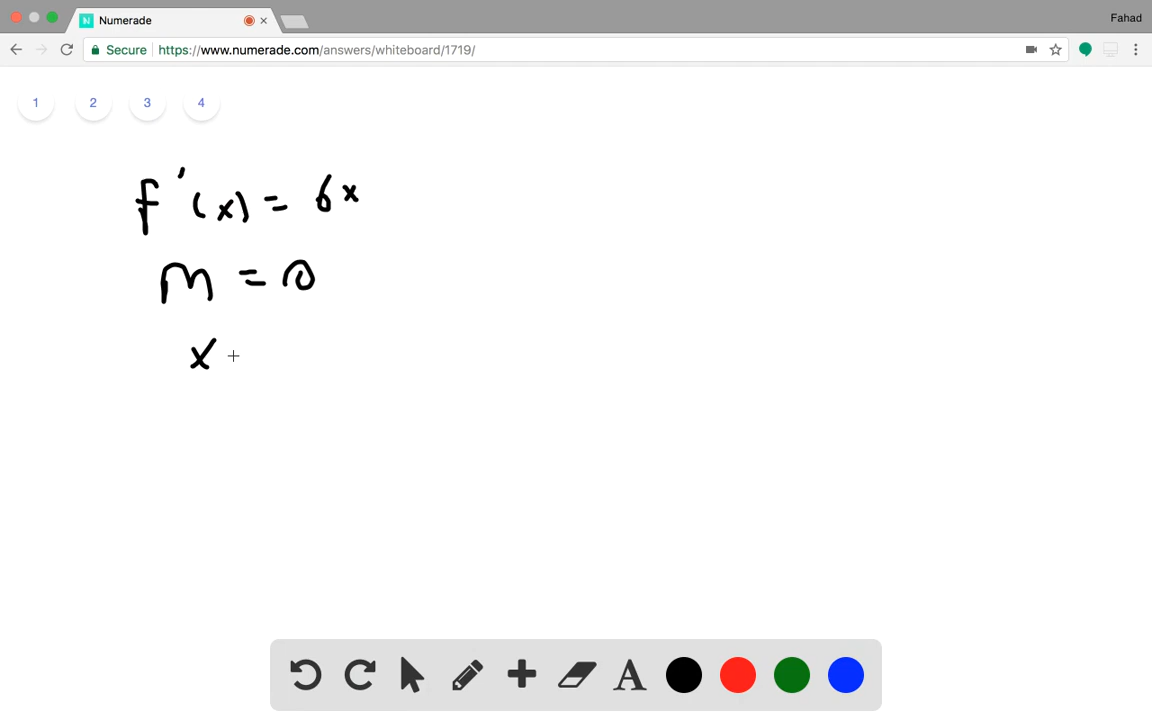 Numerade
Fahad
Secure https://www.numerade.com/answers/whiteboard/1719/
1 2 3 4
f'(x) = 6x
m = 0
x
A